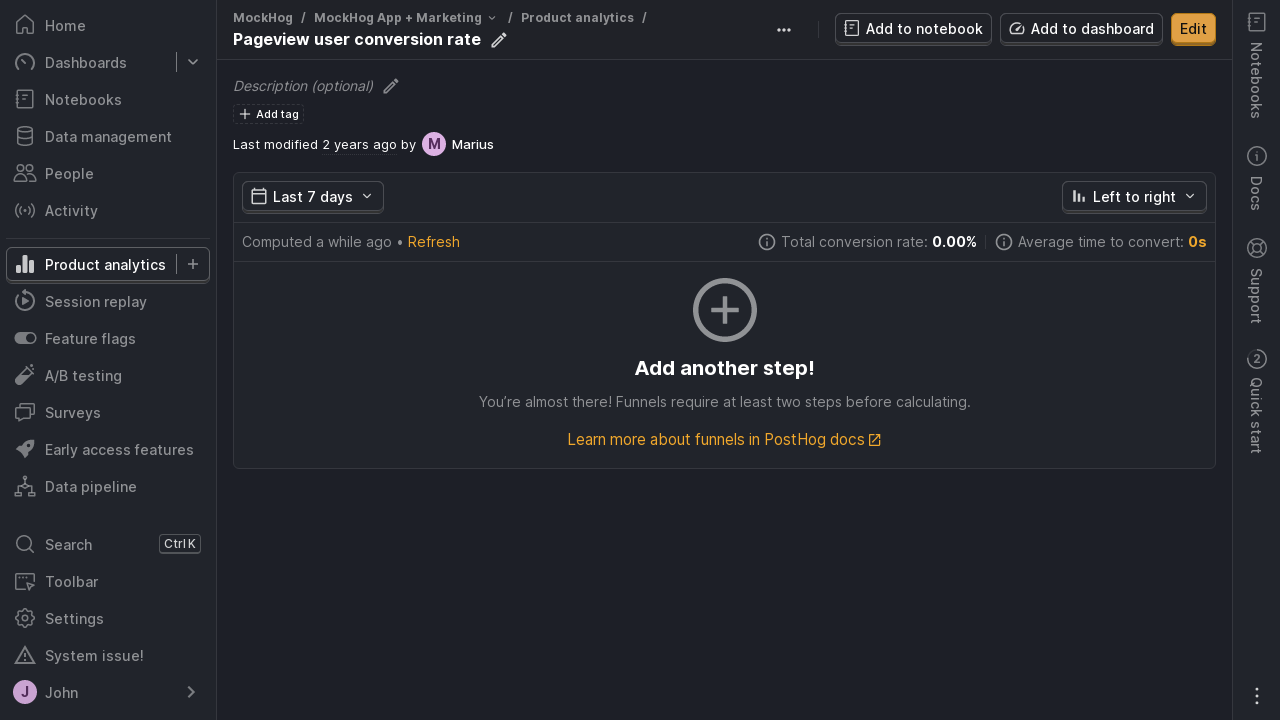 Home
Dashboards
Notebooks
Data management
People
Activity
Product analytics
Session replay
Feature flags
A/B testing
Surveys
Early access features
Data pipeline
Search Ctrl K
Toolbar
Settings
System issue!
J John
MockHog / MockHog App + Marketing / Product analytics /
Pageview user conversion rate
Add to notebook
Add to dashboard
Edit
Description (optional)
Add tag
Last modified 2 years ago by M Marius
Last 7 days
Left to right
Computed a while ago • Refresh
Total conversion rate: 0.00%
Average time to convert: 0s
Add another step!
You’re almost there! Funnels require at least two steps before calculating.
Learn more about funnels in PostHog docs
Notebooks
Docs
Support
2 Quick start